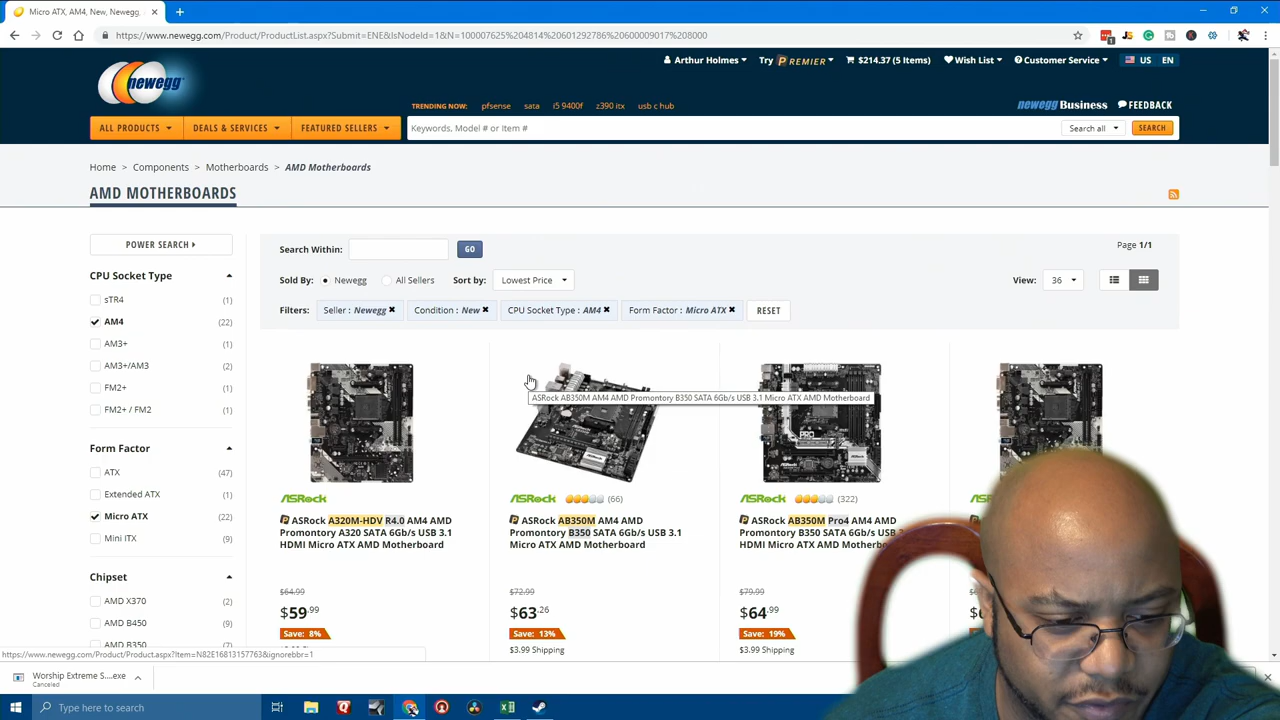 Micro ATX, AM4, New, Newegg,
https://www.newegg.com/Product/ProductList.aspx?Submit=ENE&IsNodeId=1&N=100007625%204814%20601292786%20600009017%208000
1
newegg
Arthur Holmes
Try PREMIER
$214.37 (5 Items)
Wish List
Customer Service
US
EN
TRENDING NOW: pfsense sata i5 9400f z390 itx usb c hub
newegg Business
FEEDBACK
ALL PRODUCTS
DEALS & SERVICES
FEATURED SELLERS
Keywords, Model # or Item #
Search all
SEARCH
Home > Components > Motherboards > AMD Motherboards
AMD MOTHERBOARDS
POWER SEARCH
CPU Socket Type
sTR4 (1)
AM4 (22)
AM3+ (1)
AM3+/AM3 (2)
FM2+ (1)
FM2+ / FM2 (2)
Form Factor
ATX (47)
Extended ATX (1)
Micro ATX (22)
Mini ITX (9)
Chipset
AMD X370 (2)
AMD B450 (9)
AMD B350 (7)
Search Within:
GO
Page 1/1
Sold By: Newegg All Sellers Sort by: Lowest Price
View: 36
Filters: Seller : Newegg Condition : New CPU Socket Type : AM4 Form Factor : Micro ATX RESET
ASRock AB350M AM4 AMD Promontory B350 SATA 6Gb/s USB 3.1 Micro ATX AMD Motherboard
PRO
ASRock
ASRock A320M-HDV R4.0 AM4 AMD
Promontory A320 SATA 6Gb/s USB 3.1
HDMI Micro ATX AMD Motherboard
$64.99
$59.99
Save: 8%
ASRock (66)
ASRock AB350M AM4 AMD
Promontory B350 SATA 6Gb/s USB 3.1
Micro ATX AMD Motherboard
$72.99
$63.26
Save: 13%
$3.99 Shipping
ASRock (322)
ASRock AB350M Pro4 AM4 AMD
Promontory B350 SATA 6Gb/s USB 3
HDMI Micro ATX AMD
$79.99
$64.99
Save: 19%
$3.99 Shipping
https://www.newegg.com/Product/Product.aspx?Item=N82E16813157763&ignorebbr=1
Worship Extreme S....exe
Canceled
Type here to search